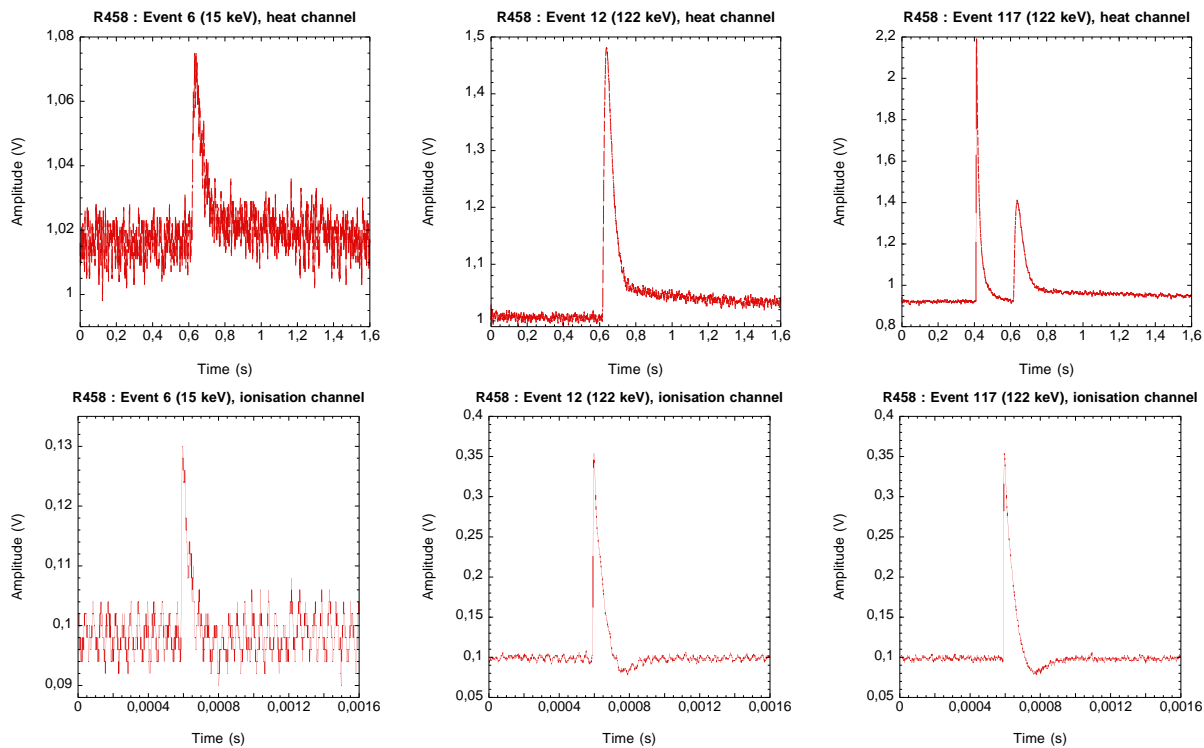 R458 : Event 6 (15 keV), heat channel
1,08
1,06
1,04
1,02
1
Amplitude (V)
0 0,2 0,4 0,6 0,8 1 1,2 1,4 1,6
Time (s)
R458 : Event 12 (122 keV), heat channel
1,5
1,4
1,3
1,2
1,1
1
Amplitude (V)
0 0,2 0,4 0,6 0,8 1 1,2 1,4 1,6
Time (s)
R458 : Event 117 (122 keV), heat channel
2,2
2
1,8
1,6
1,4
1,2
1
0,8
Amplitude (V)
0 0,2 0,4 0,6 0,8 1 1,2 1,4 1,6
Time (s)
R458 : Event 6 (15 keV), ionisation channel
0,13
0,12
0,11
0,1
0,09
Amplitude (V)
0 0,0004 0,0008 0,0012 0,0016
Time (s)
R458 : Event 12 (122 keV), ionisation channel
0,4
0,35
0,3
0,25
0,2
0,15
0,1
0,05
Amplitude (V)
0 0,0004 0,0008 0,0012 0,0016
Time (s)
R458 : Event 117 (122 keV), ionisation channel
0,4
0,35
0,3
0,25
0,2
0,15
0,1
0,05
Amplitude (V)
0 0,0004 0,0008 0,0012 0,0016
Time (s)